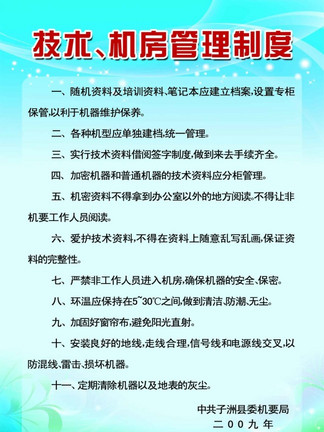 技术、机房管理制度
一、随机资料及培训资料、笔记本应建立档案,设置专柜
保管,以利于机器维护保养。
二、各种机型应单独建档,统一管理。
三、实行技术资料借阅签字制度,做到来去手续齐全。
四、加密机器和普通机器的技术资料应分柜管理。
五、机密资料不得拿到办公室以外的地方阅读。不得让非
机要工作人员阅读。
六、爱护技术资料,不得在资料上随意乱写乱画,保证资
料的完整性。
七、严禁非工作人员进入机房,确保机器的安全、保密。
八、环温应保持在5~30℃之间,做到清洁、防潮、无尘。
九、加固好窗帘布,避免阳光直射。
十、安装良好的地线,走线合理,信号线和电源线交叉,以
防混线、雷击、损坏机器。
十一、定期清除机器以及地表的灰尘。
中共子洲县委机要局
二00九年